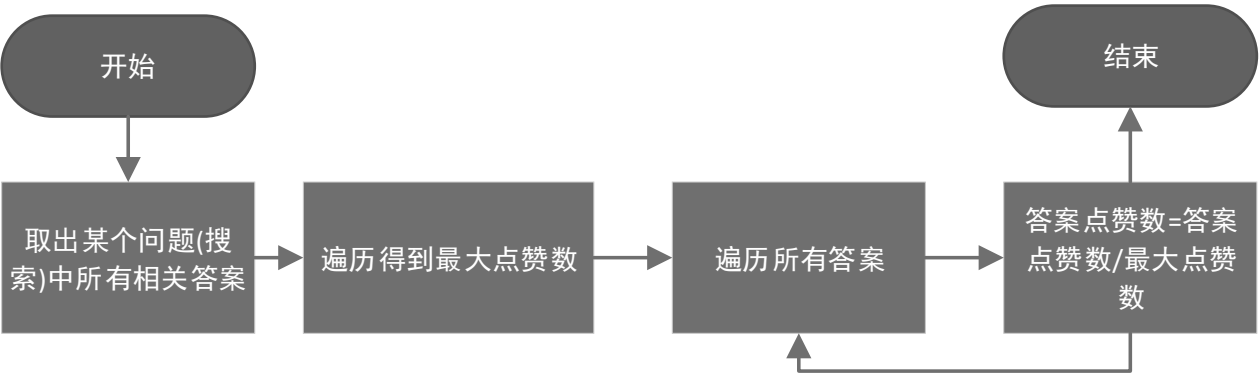 开始
结束
取出某个问题(搜
索)中所有相关答案
遍历得到最大点赞数
遍历所有答案
答案点赞数=答案
点赞数/最大点赞
数